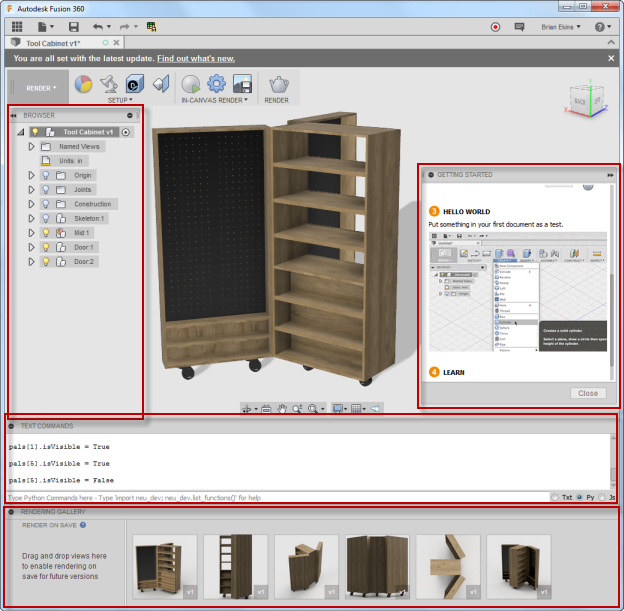 Autodesk Fusion 360
Brian Ekins
Tool Cabinet v1*
You are all set with the latest update. Find out what's new.
RENDER
SETUP
IN-CANVAS RENDER
RENDER
BACK
BROWSER
Tool Cabinet v1
Named Views
Units: in
Origin
Joints
Construction
Skeleton:1
Mid:1
Door:1
Door:2
GETTING STARTED
3 HELLO WORLD
Put something in your first document as a test.
Creates a solid cylinder.
Select a plane, draw a circle then spec
height of the cylinder.
4 LEARN
Close
TEXT COMMANDS
pals[1].isVisible = True
pals[5].isVisible = True
pals[5].isVisible = False
Type Python Commands here - Type 'import neu_dev; neu_dev.list_functions()' for help
Txt Py Js
RENDERING GALLERY
RENDER ON SAVE
Drag and drop views here
to enable rendering on
save for future versions
v1 v1 v1 v1 v1 v1